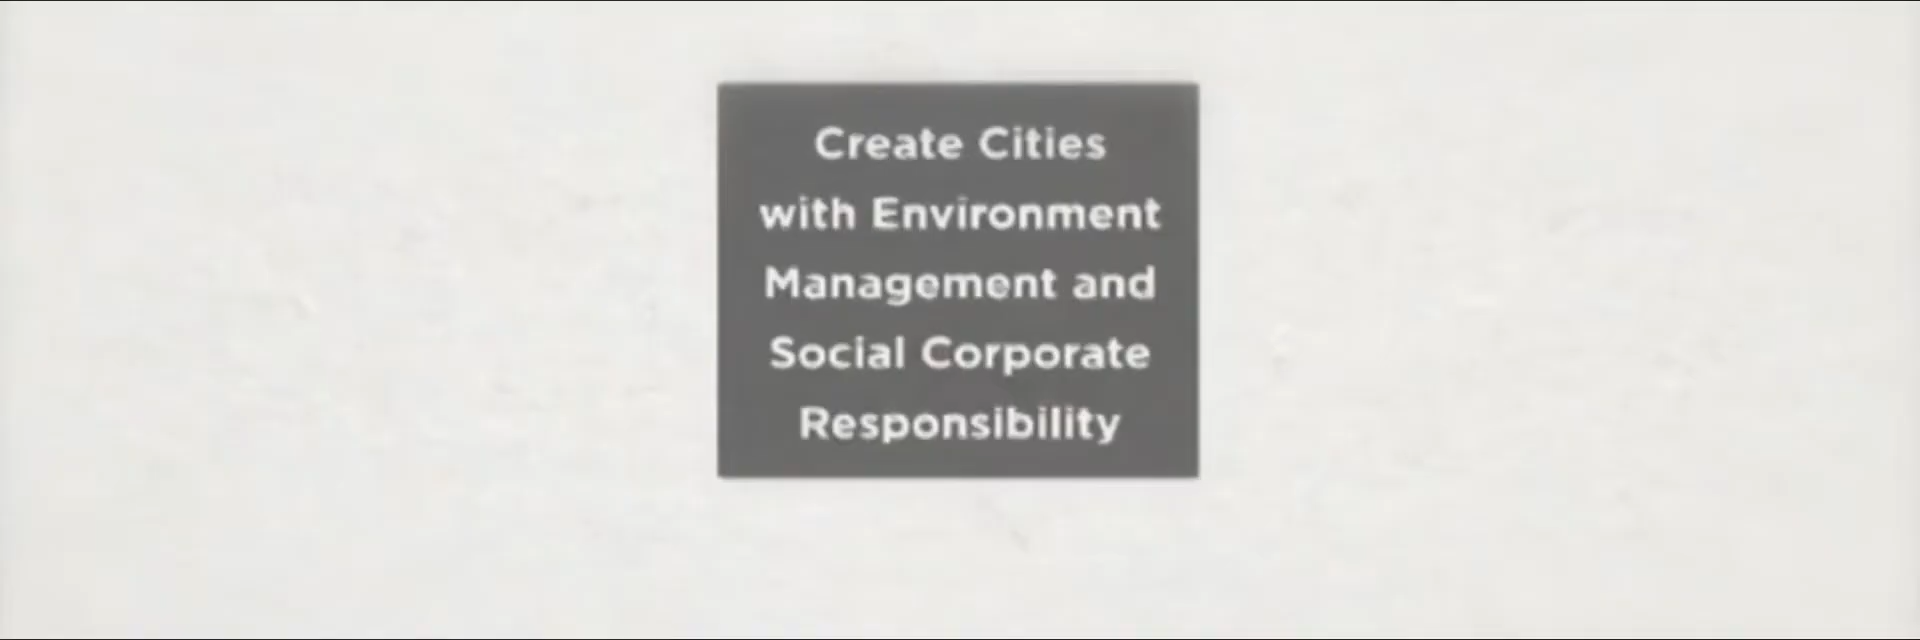 Create Cities
with Environment
Management and
Social Corporate
Responsibility